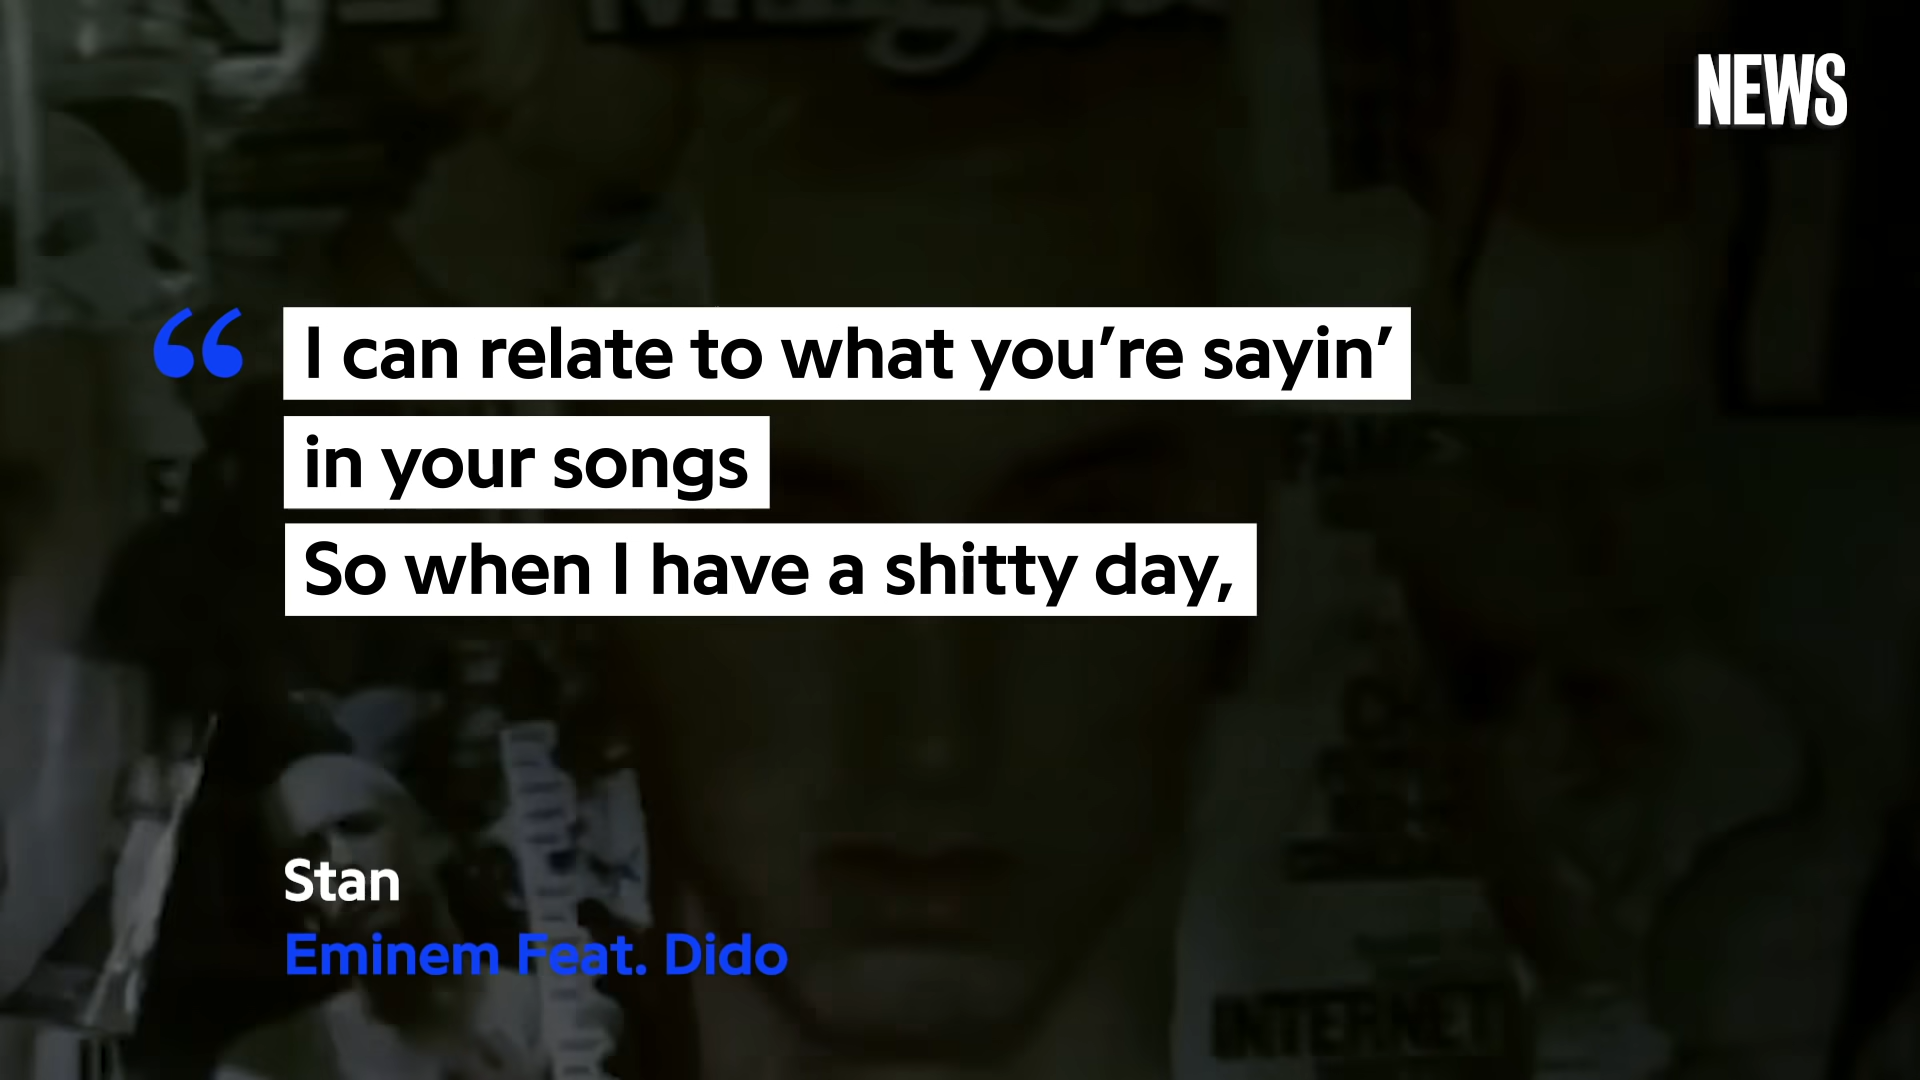 NEWS
“ I can relate to what you’re sayin’
in your songs
So when I have a shitty day,
Stan
Eminem Feat. Dido
INTERNET